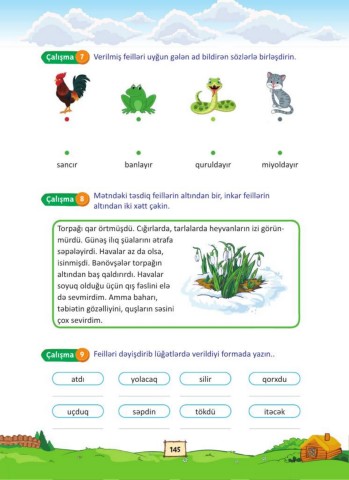 Çalışma 7 Verilmiş feilləri uyğun gələn ad bildirən sözlərlə birləşdirin.
sancır banlayır quruldayır miyoldayır
Çalışma 8 Mətndəki təsdiq feillərin altından bir, inkar feillərin
altından iki xətt çəkin.
Torpağı qar örtmüşdü. Cığırlarda, tarlalarda heyvanların izi görün-
mürdü. Günəş ilıq şüalarını ətrafa
səpələyirdi. Havalar az da olsa,
isinmişdi. Bənövşələr torpağın
altından baş qaldırırdı. Havalar
soyuq olduğu üçün qış fəslini elə
də sevmirdim. Amma baharı,
təbiətin gözəlliyini, quşların səsini
çox sevirdim.
Çalışma 9 Feilləri dəyişdirib lüğətlərdə verildiyi formada yazın..
atdı yolacaq silir qorxdu
uçduq səpdin tökdü itəcək
145